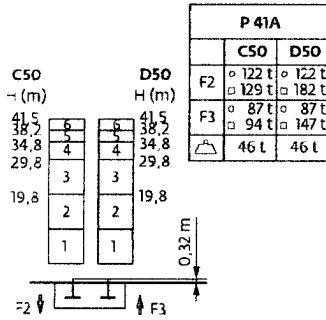 P 41A
C50 D50
F2 ○ 122 t ○ 122 t
□ 129 t □ 182 t
F3 ○ 87 t ○ 87 t
□ 94 t □ 147 t
46 t 46 t
C50 D50
H (m) H (m)
41,5 6 6 41,5
38,2 5 5 38,2
34,8 4 4 34,8
29,8 3 3 29,8
19,8 2 2 19,8
1 1
0,32 m
F2 F3